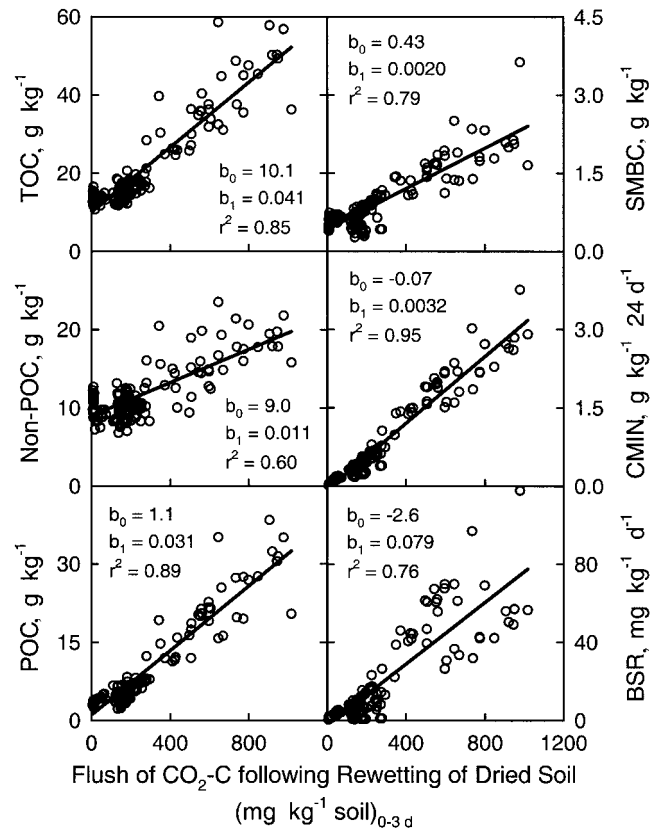 60
40
20
0
TOC, g kg⁻¹
b₀ = 10.1
b₁ = 0.041
r² = 0.85
4.5
3.0
1.5
0.0
SMBC, g kg⁻¹
b₀ = 0.43
b₁ = 0.0020
r² = 0.79
20
10
0
Non-POC, g kg⁻¹
b₀ = 9.0
b₁ = 0.011
r² = 0.60
3.0
1.5
0.0
CMIN, g kg⁻¹ 24 d⁻¹
b₀ = -0.07
b₁ = 0.0032
r² = 0.95
30
15
0
POC, g kg⁻¹
b₀ = 1.1
b₁ = 0.031
r² = 0.89
80
40
0
BSR, mg kg⁻¹ d⁻¹
b₀ = -2.6
b₁ = 0.079
r² = 0.76
0 400 800 0 400 800 1200
Flush of CO₂-C following Rewetting of Dried Soil
(mg kg⁻¹ soil)₀₋₃ d